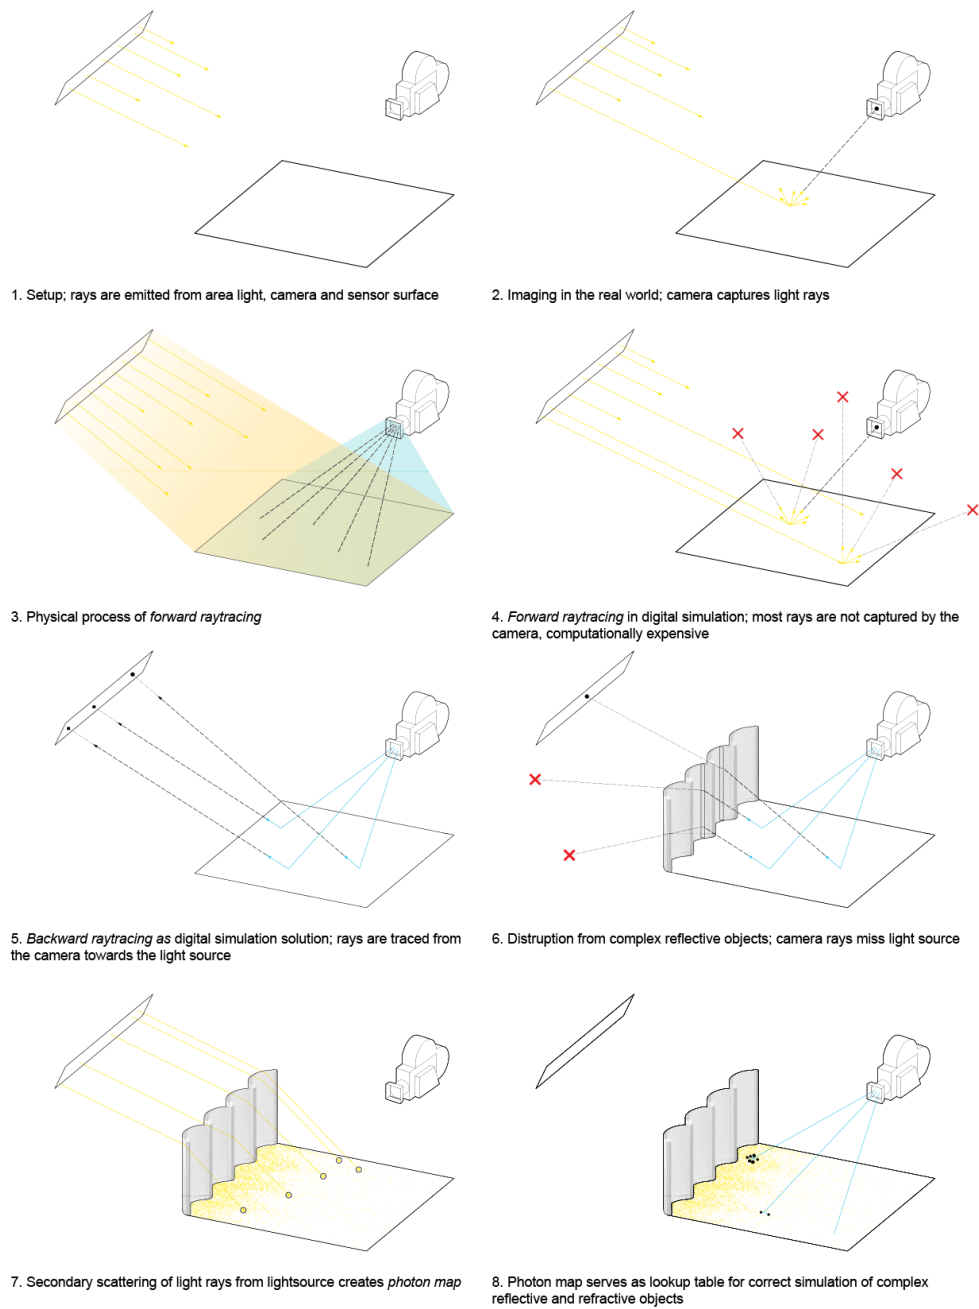 1. Setup; rays are emitted from area light, camera and sensor surface
2. Imaging in the real world; camera captures light rays
3. Physical process of forward raytracing
4. Forward raytracing in digital simulation; most rays are not captured by the
camera, computationally expensive
5. Backward raytracing as digital simulation solution; rays are traced from
the camera towards the light source
6. Distruption from complex reflective objects; camera rays miss light source
7. Secondary scattering of light rays from lightsource creates photon map
8. Photon map serves as lookup table for correct simulation of complex
reflective and refractive objects